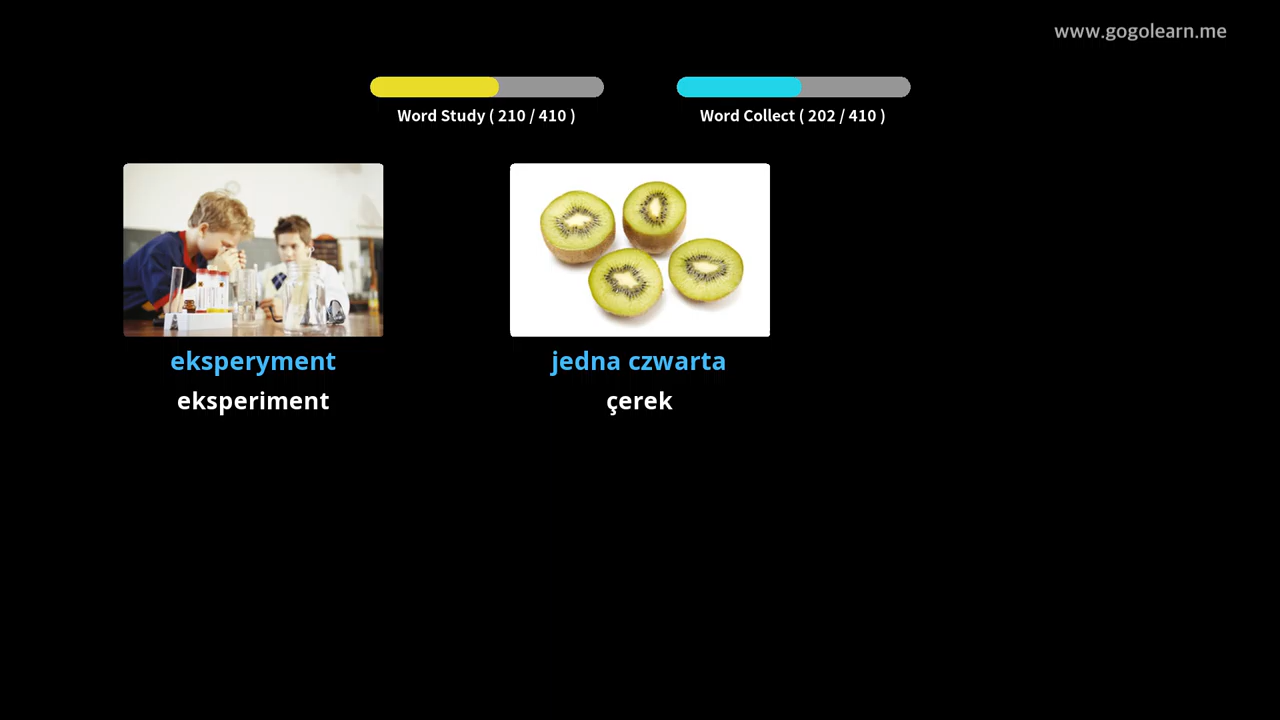 www.gogolearn.me
Word Study ( 210 / 410 )
Word Collect ( 202 / 410 )
eksperyment
eksperiment
jedna czwarta
çerek